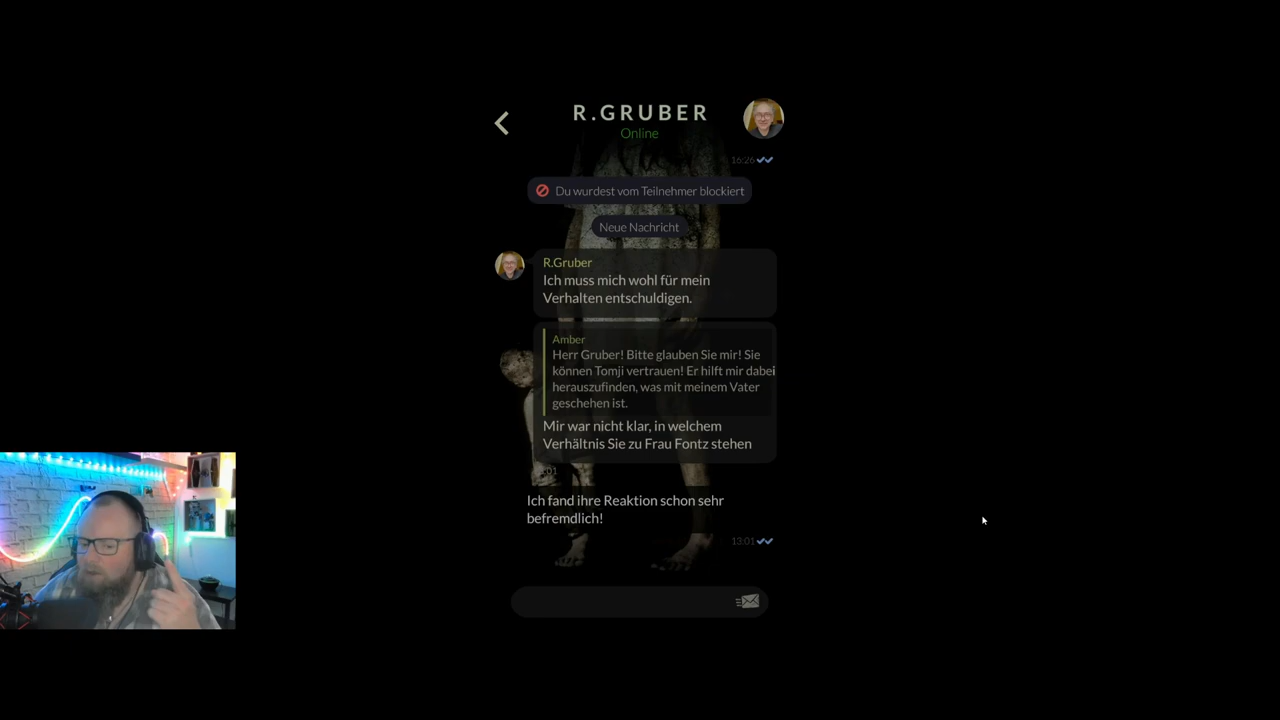 R.GRUBER
Online
16:26
Du wurdest vom Teilnehmer blockiert
Neue Nachricht
R.Gruber
Ich muss mich wohl für mein
Verhalten entschuldigen.
Amber
Herr Gruber! Bitte glauben Sie mir! Sie
können Tomji vertrauen! Er hilft mir dabei
herauszufinden, was mit meinem Vater
geschehen ist.
Mir war nicht klar, in welchem
Verhältnis Sie zu Frau Fontz stehen
Ich fand ihre Reaktion schon sehr
befremdlich!
13:01